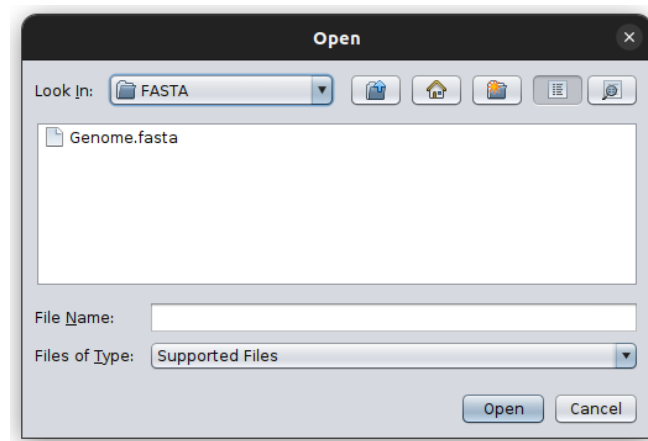 Open
Look In: FASTA
Genome.fasta
File Name:
Files of Type: Supported Files
Open Cancel